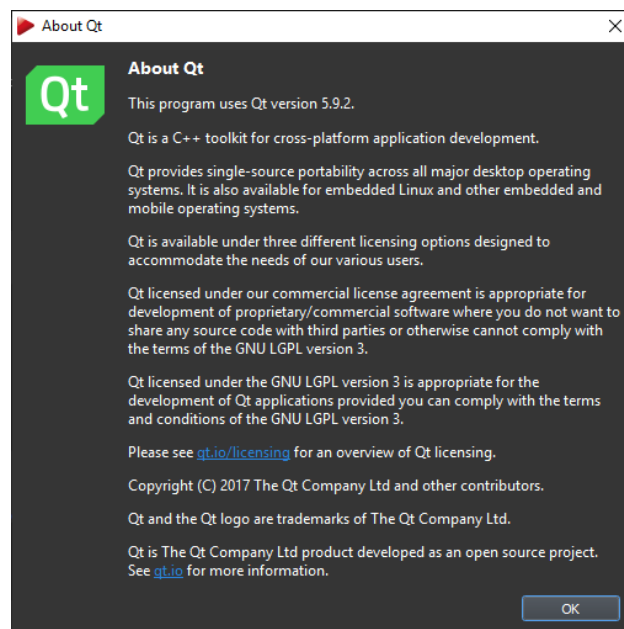 About Qt
Qt
About Qt
This program uses Qt version 5.9.2.
Qt is a C++ toolkit for cross-platform application development.
Qt provides single-source portability across all major desktop operating
systems. It is also available for embedded Linux and other embedded and
mobile operating systems.
Qt is available under three different licensing options designed to
accommodate the needs of our various users.
Qt licensed under our commercial license agreement is appropriate for
development of proprietary/commercial software where you do not want to
share any source code with third parties or otherwise cannot comply with
the terms of the GNU LGPL version 3.
Qt licensed under the GNU LGPL version 3 is appropriate for the
development of Qt applications provided you can comply with the terms
and conditions of the GNU LGPL version 3.
Please see qt.io/licensing for an overview of Qt licensing.
Copyright (C) 2017 The Qt Company Ltd and other contributors.
Qt and the Qt logo are trademarks of The Qt Company Ltd.
Qt is The Qt Company Ltd product developed as an open source project.
See qt.io for more information.
OK